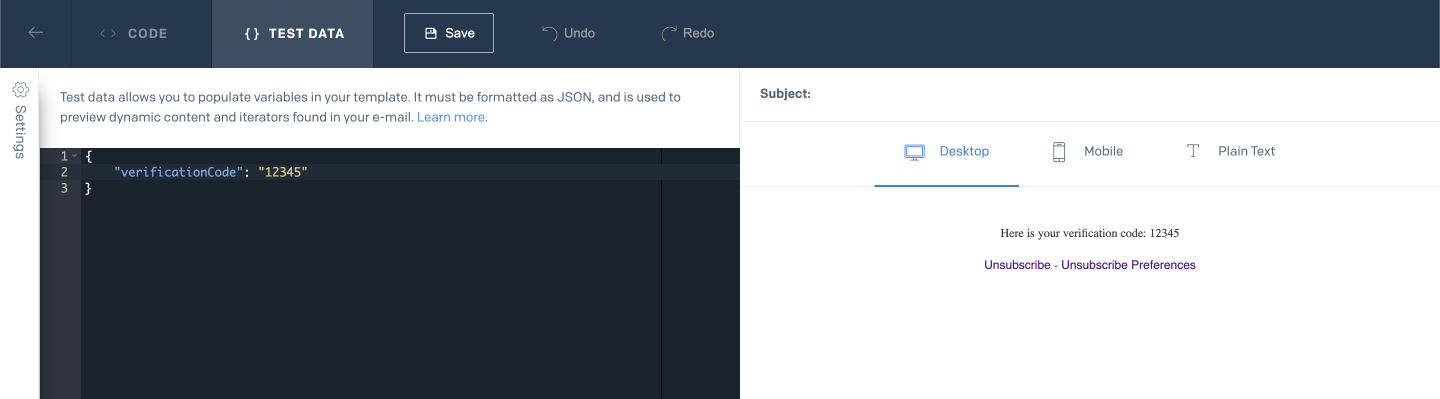 CODE
{ } TEST DATA
Save
Undo
Redo
Settings
Test data allows you to populate variables in your template. It must be formatted as JSON, and is used to
preview dynamic content and iterators found in your e-mail. Learn more.
1 {
2 "verificationCode": "12345"
3 }
Subject:
Desktop
Mobile
Plain Text
Here is your verification code: 12345
Unsubscribe - Unsubscribe Preferences